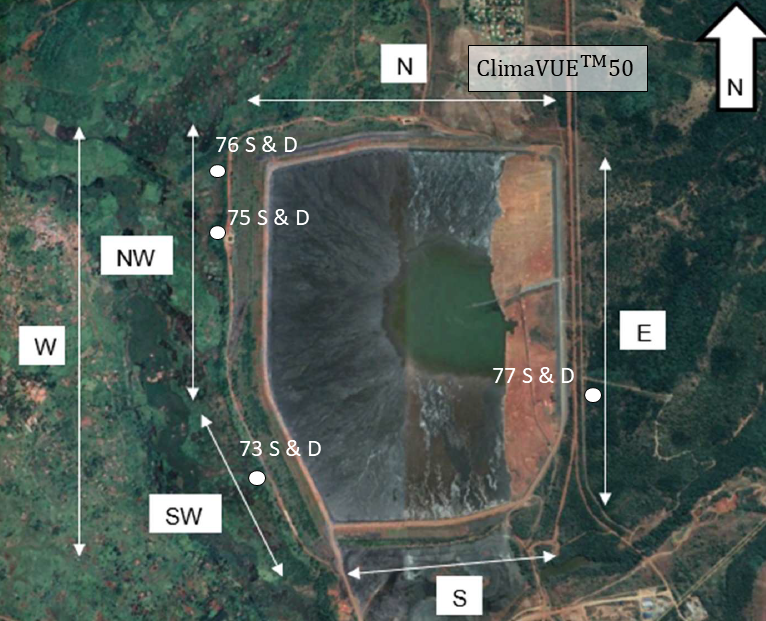 N
ClimaVUE™50
N
76 S & D
75 S & D
NW
W
E
77 S & D
73 S & D
SW
S